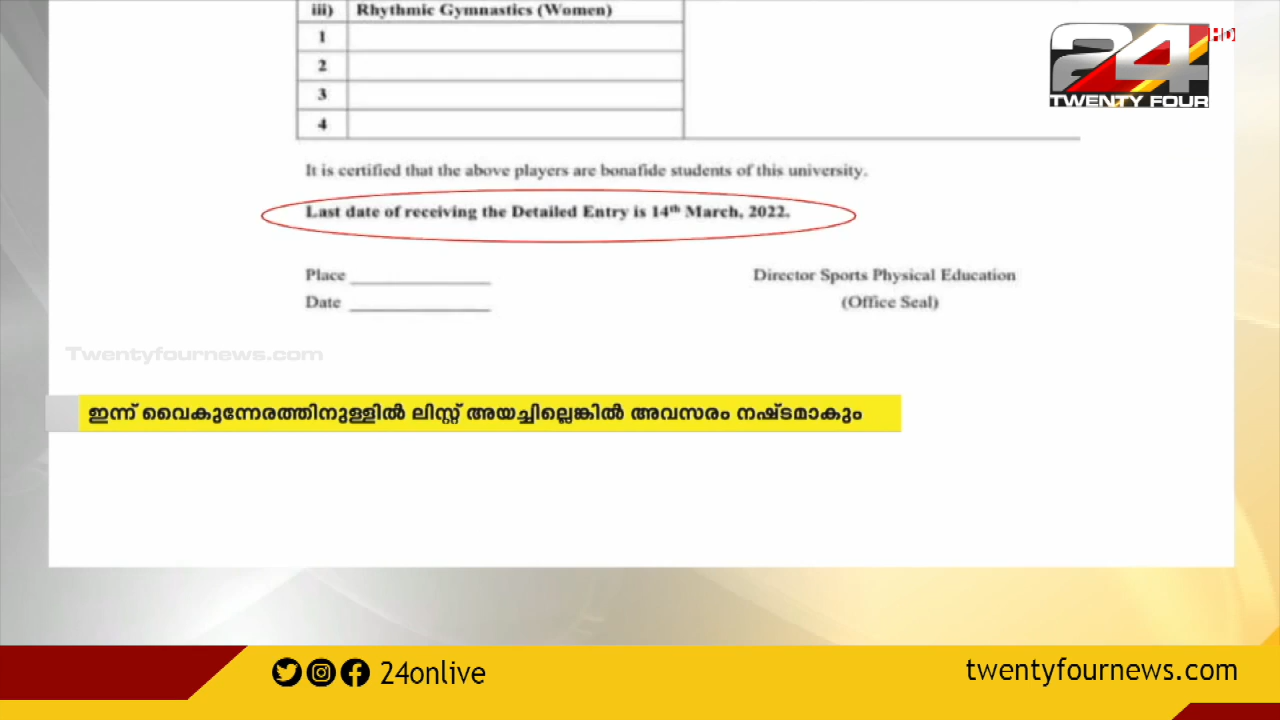 iii) Rhythmic Gymnastics (Women)
1
2
3
4
24 HD
TWENTY FOUR
It is certified that the above players are bonafide students of this university.
Last date of receiving the Detailed Entry is 14th March, 2022.
Place ____________
Date ____________
Director Sports Physical Education
(Office Seal)
Twentyfournews.com
ഇന്ന് വൈകുന്നേരത്തിനുള്ളിൽ ലിസ്റ്റ് അയച്ചില്ലെങ്കിൽ അവസരം നഷ്ടമാകും
24onlive
twentyfournews.com